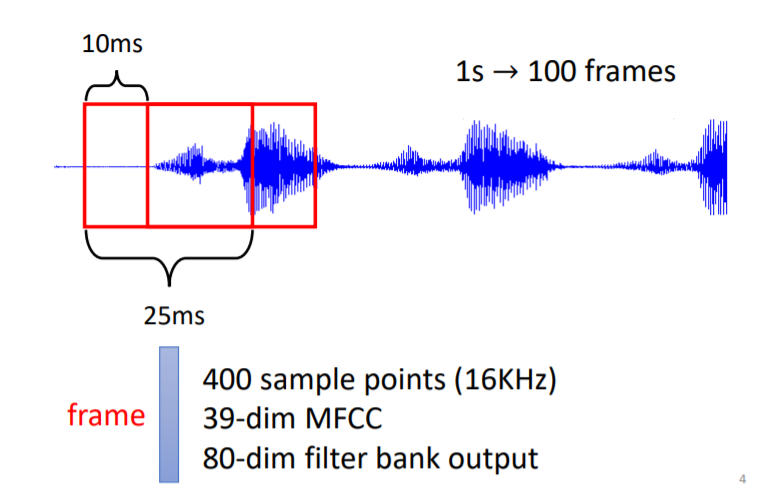 10ms
1s → 100 frames
25ms
400 sample points (16KHz)
frame
39-dim MFCC
80-dim filter bank output
4